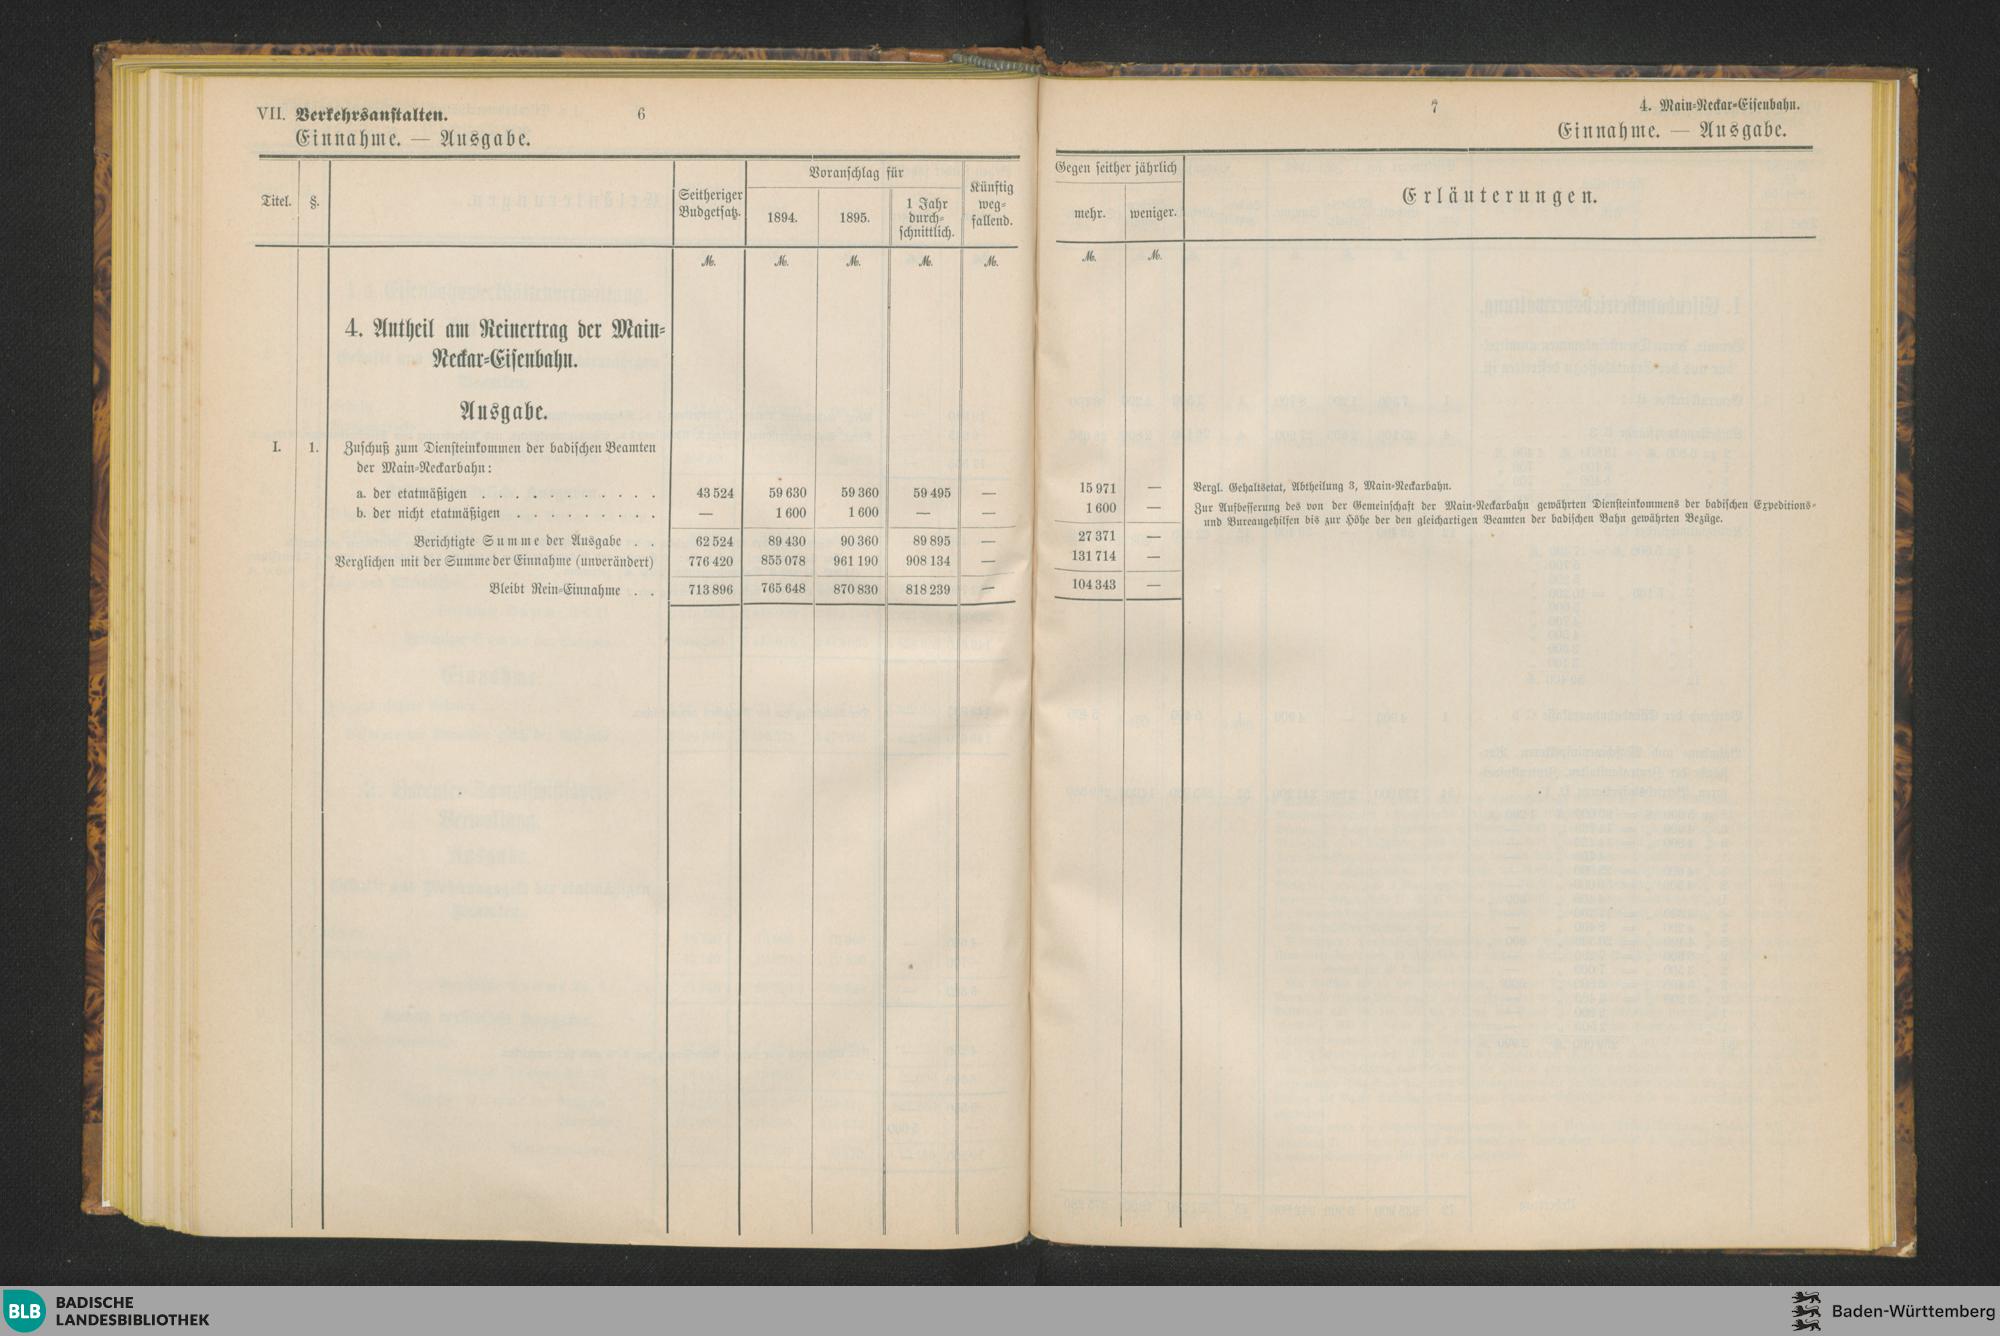 VII. Verkehrsanstalten.
6
Einnahme. — Ausgabe.
Titel.
§.
Seitheriger
Budgetsatz.
Voranschlag für
1894.
1895.
1 Jahr
durch-
schnittlich.
Künftig
weg-
fallend.
M. M. M. M. M.
4. Antheil am Reinertrag der Main-
Neckar-Eisenbahn.
Ausgabe.
I. 1. Zuschuß zum Diensteinkommen der badischen Beamten
der Main-Neckarbahn:
a. der etatmäßigen . . . . . . . . . . 43 524 59 630 59 360 59 495 —
b. der nicht etatmäßigen . . . . . . . . . — 1 600 1 600 — —
Berichtigte Summe der Ausgabe . 62 524 89 430 90 360 89 895 —
Verglichen mit der Summe der Einnahme (unverändert) 776 420 855 078 961 190 908 134 —
Bleibt Rein-Einnahme . . 713 896 765 648 870 830 818 239 —
7
4. Main-Neckar-Eisenbahn.
Einnahme. — Ausgabe.
Gegen seither jährlich
mehr.
weniger.
Erläuterungen.
M. M.
15 971 — Vergl. Gehaltsetat, Abtheilung 3, Main-Neckarbahn.
1 600 — Zur Aufbesserung des von der Gemeinschaft der Main-Neckarbahn gewährten Diensteinkommens der badischen Expeditions-
und Bureaugehilfen bis zur Höhe der den gleichartigen Beamten der badischen Bahn gewährten Bezüge.
27 371 —
131 714 —
104 343 —
BLB
BADISCHE
LANDESBIBLIOTHEK
Baden-Württemberg